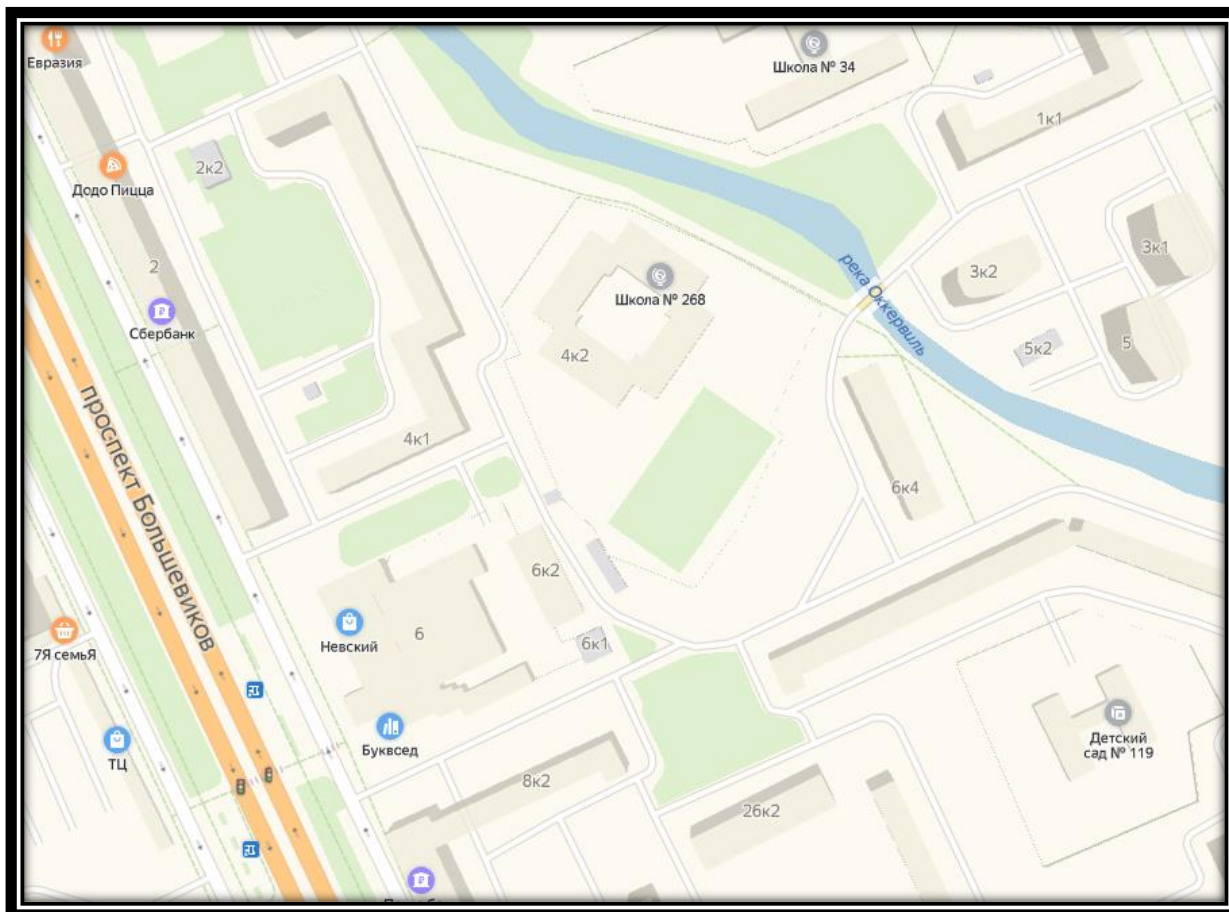 Евразия
Школа № 34
1к1
2к2
Додо Пицца
3к1
2
3к2
река Оккервиль
Школа № 268
Сбербанк
5к2
5
4к2
проспект Большевиков
4к1
6к4
6к2
Невский
6
7Я семьЯ
6к1
Буквсед
Детский
сад № 119
ТЦ
8к2
26к2